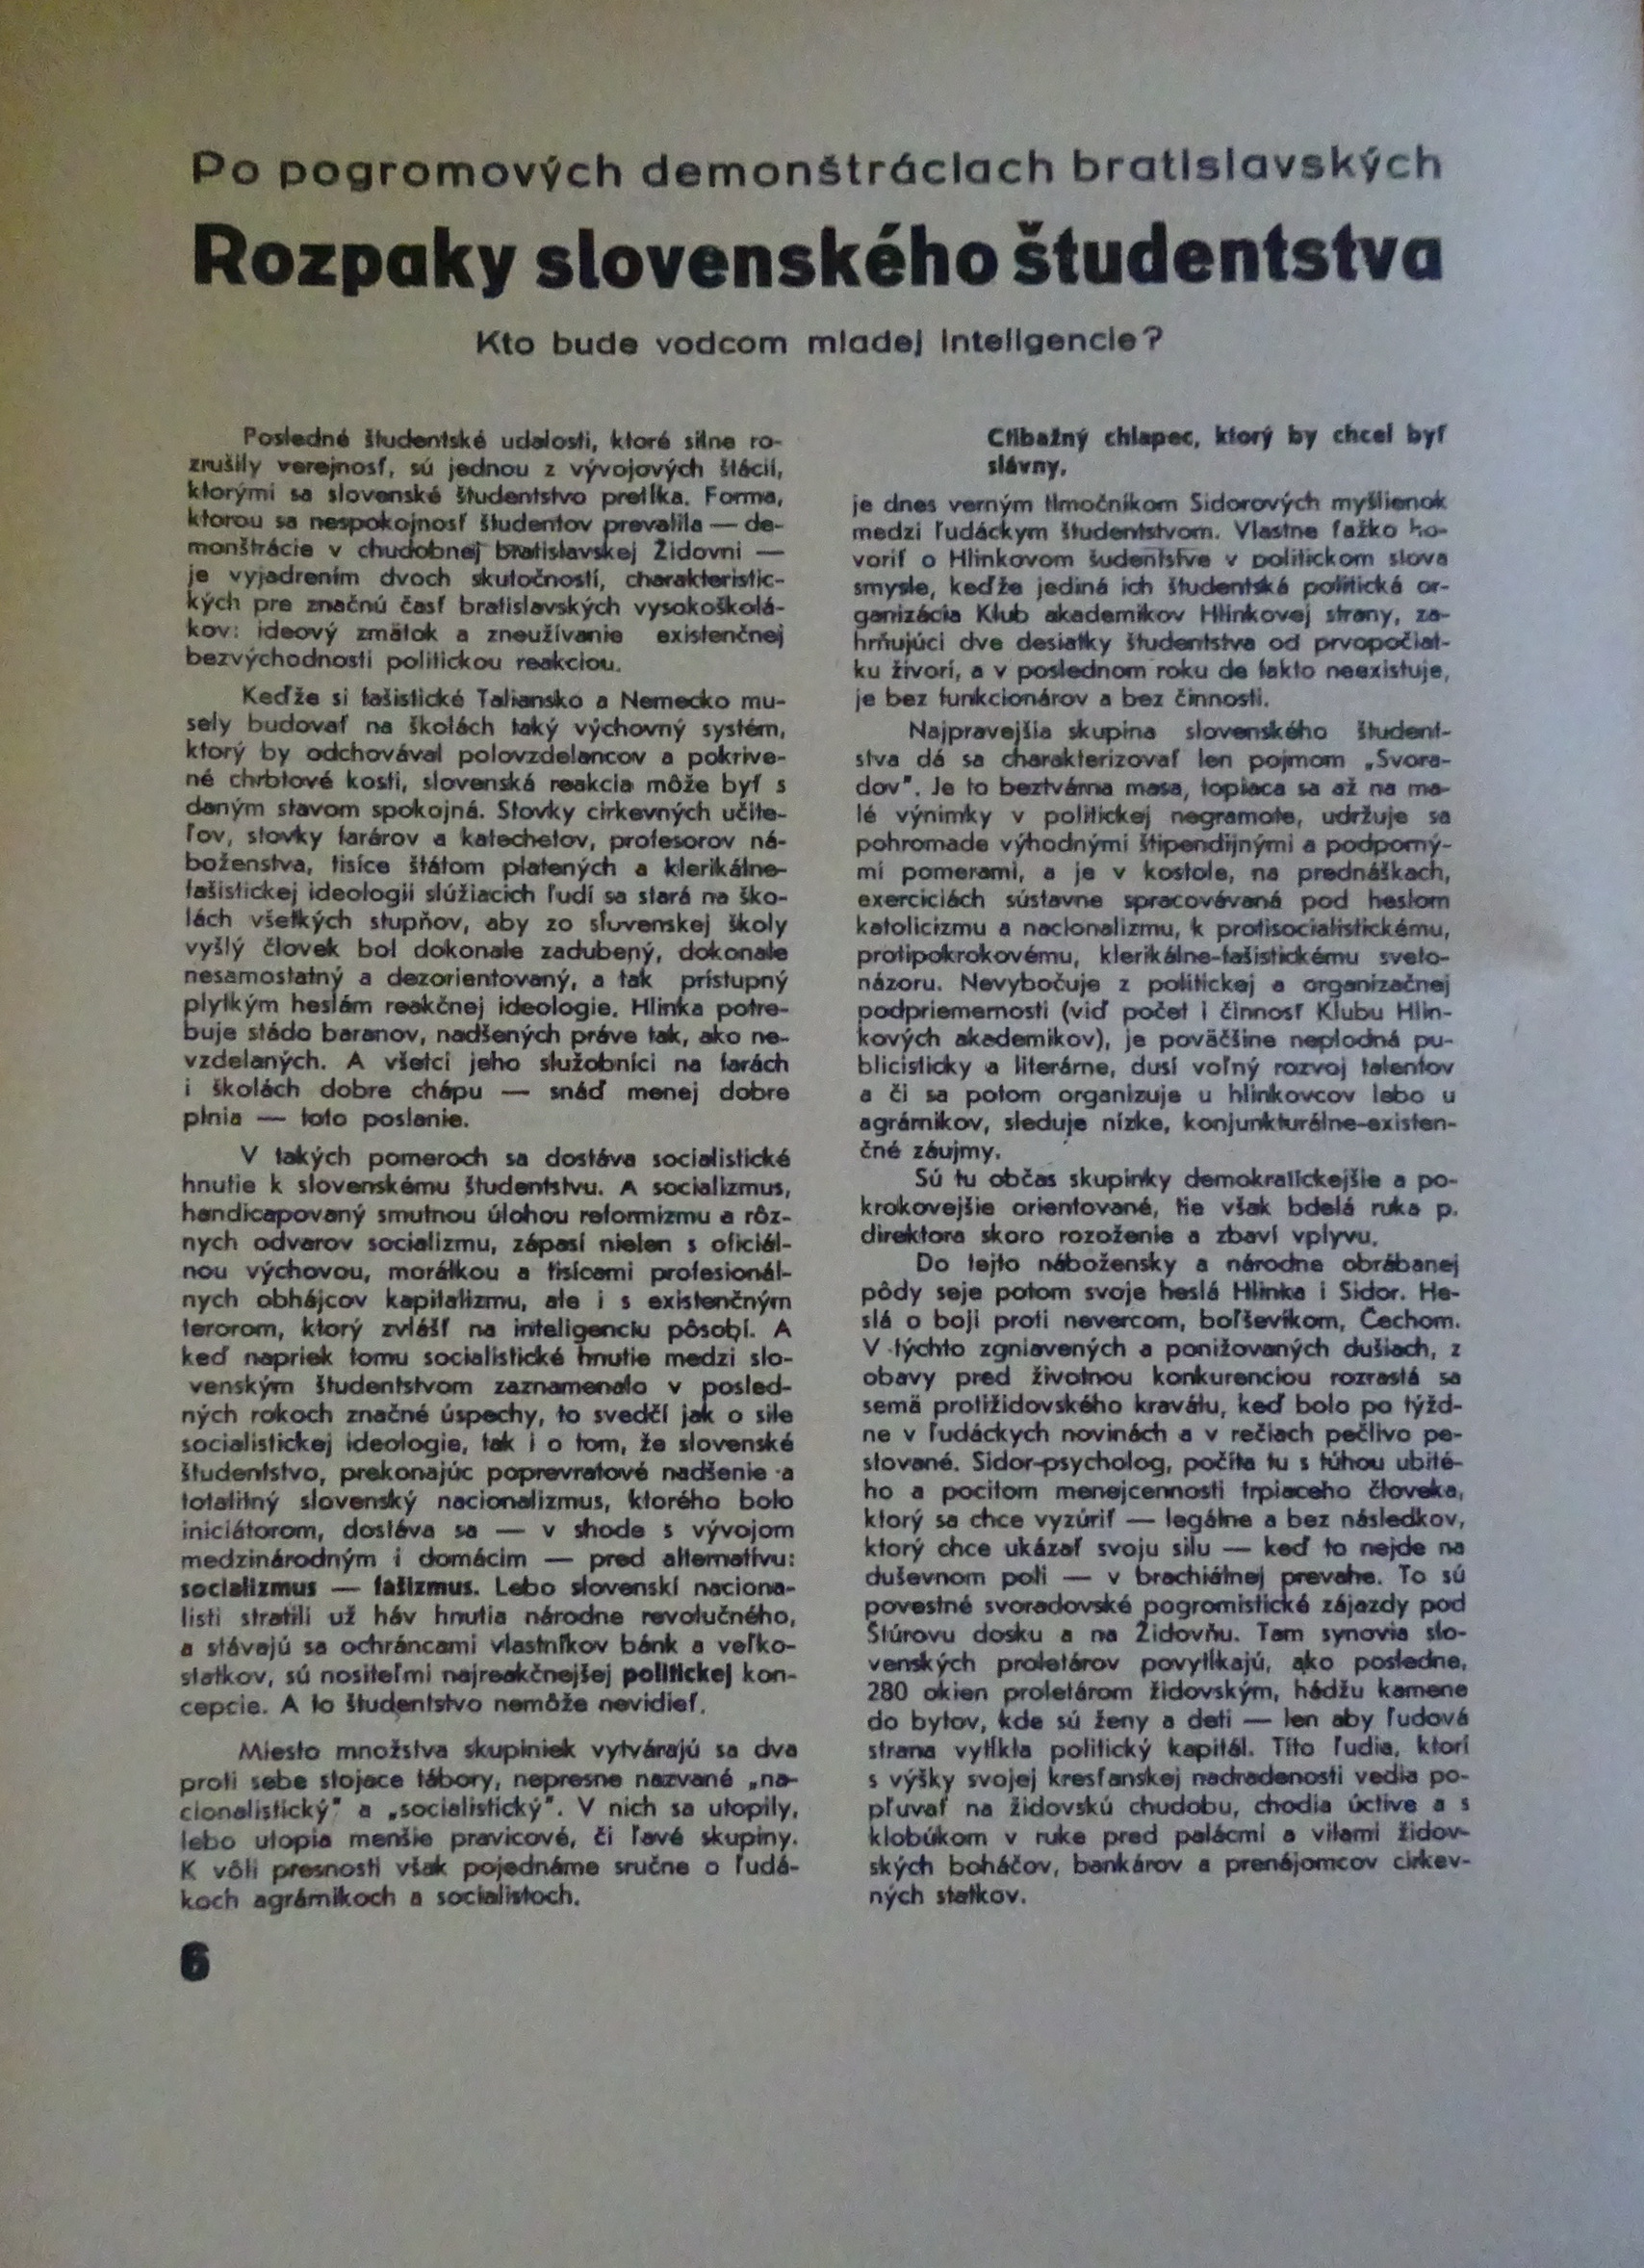 Po pogromových demonštráciach bratislavských
Rozpaky slovenského študentstva
Kto bude vodcom mladej inteligencie?
Posledné študentské udalosti, ktoré silne ro-
zrušily verejnosť, sú jednou z vývojových štácií,
ktorými sa slovenské študentstvo pretĺka. Forma,
ktorou sa nespokojnosť študentov prevalila — de-
monštrácie v chudobnej bratislavskej Židovni —
je vyjadrením dvoch skutočností, charakteristic-
kých pre značnú časť bratislavských vysokoškolá-
kov: ideový zmätok a zneužívanie existenčnej
bezvýchodnosti politickou reakciou.
Keďže si fašistické Taliansko a Nemecko mu-
sely budovať na školách taký výchovný systém,
ktorý by odchovával polovzdelancov a pokrive-
né chrbtové kosti, slovenská reakcia môže byť s
daným stavom spokojná. Stovky cirkevných učite-
ľov, stovky farárov a katechetov, profesorov ná-
boženstva, tisíce štátom platených a klerikálne-
fašistickej ideologii slúžiacich ľudí sa stará na ško-
lách všetkých stupňov, aby zo slovenskej školy
vyšlý človek bol dokonale zadubený, dokonale
nesamostatný a dezorientovaný, a tak prístupný
plytkým heslám reakčnej ideologie. Hlinka potre-
buje stádo baranov, nadšených práve tak, ako ne-
vzdelaných. A všetci jeho služobníci na farách
i školách dobre chápu — snáď menej dobre
plnia — toto poslanie.
V takých pomeroch sa dostáva socialistické
hnutie k slovenskému študentstvu. A socializmus,
handicapovaný smutnou úlohou reformizmu a rôz-
nych odvarov socializmu, zápasí nielen s oficiál-
nou výchovou, morálkou a tisícami profesionál-
nych obhájcov kapitalizmu, ale i s existenčným
terorom, ktorý zvlášť na inteligenciu pôsobí. A
keď napriek tomu socialistické hnutie medzi slo-
venským študentstvom zaznamenalo v posled-
ných rokoch značné úspechy, to svedčí jak o sile
socialistickej ideologie, tak i o tom, že slovenské
študentstvo, prekonajúc poprevratové nadšenie a
totalitný slovenský nacionalizmus, ktorého bolo
iniciátorom, dostáva sa — v shode s vývojom
medzinárodným i domácim — pred alternatívu:
socializmus — fašizmus. Lebo slovenskí naciona-
listi stratili už háv hnutia národne revolučného,
a stávajú sa ochráncami vlastníkov bánk a veľko-
statkov, sú nositeľmi najreakčnejšej politickej kon-
cepcie. A to študentstvo nemôže nevidieť.
Miesto množstva skupiniek vytvárajú sa dva
proti sebe stojace tábory, nepresne nazvané „na-
cionalistický" a „socialistický". V nich sa utopily,
lebo utopia menšie pravicové, či ľavé skupiny.
K vôli presnosti však pojednáme sručne o ľudá-
koch agrárnikoch a socialistoch.
Ctibažný chlapec, ktorý by chcel byť
slávny,
je dnes verným tlmočníkom Sidorových myšlienok
medzi ľudáckym študentstvom. Vlastne ťažko ho-
voriť o Hlinkovom šudentstve v politickom slova
smysle, keďže jediná ich študentská politická or-
ganizácia Klub akademikov Hlinkovej strany, za-
hrňujúci dve desiatky študentstva od prvopočiat-
ku živorí, a v poslednom roku de fakto neexistuje,
je bez funkcionárov a bez činnosti.
Najpravejšia skupina slovenského študent-
stva dá sa charakterizovať len pojmom „Svora-
dov". Je to beztvárna masa, topiaca sa až na ma-
lé výnimky v politickej negramote, udržuje sa
pohromade výhodnými štipendijnými a podporný-
mi pomerami, a je v kostole, na prednáškach,
exerciciách sústavne spracovávaná pod heslom
katolicizmu a nacionalizmu, k protisocialistickému,
protipokrokovému, klerikálne-fašistickému sveto-
názoru. Nevybočuje z politickej a organizačnej
podpriemernosti (viď počet i činnosť Klubu Hlin-
kových akademikov), je poväčšine neplodná pu-
blicisticky a literárne, dusí voľný rozvoj talentov
a či sa potom organizuje u hlinkovcov lebo u
agrárnikov, sleduje nízke, konjunkturálne-existen-
čné záujmy.
Sú tu občas skupinky demokratickejšie a po-
krokovejšie orientované, tie však bdelá ruka p.
direktora skoro rozoženie a zbaví vplyvu.
Do tejto nábožensky a národne obrábanej
pôdy seje potom svoje heslá Hlinka i Sidor. He-
slá o boji proti nevercom, boľševikom, Čechom.
V týchto zgniavených a ponižovaných dušiach, z
obavy pred životnou konkurenciou rozrastá sa
semä protižidovského kravátu, keď bolo po týžd-
ne v ľudáckych novinách a v rečiach pečlivo pe-
stované. Sidor-psycholog, počíta tu s túhou ubité-
ho a pocitom menejcennosti trpiaceho človeka,
ktorý sa chce vyzúriť — legálne a bez následkov,
ktorý chce ukázať svoju silu — keď to nejde na
duševnom poli — v brachiálnej prevahe. To sú
povestné svoradovské pogromistické zájazdy pod
Štúrovu dosku a na Židovňu. Tam synovia slo-
venských proletárov povytĺkajú, ako posledne,
280 okien proletárom židovským, hádžu kamene
do bytov, kde sú ženy a deti — len aby ľudová
strana vytĺkla politický kapitál. Títo ľudia, ktorí
s výšky svojej kresťanskej nadradenosti vedia po-
pľuvať na židovskú chudobu, chodia úctive a s
klobúkom v ruke pred palácmi a vilami židov-
ských boháčov, bankárov a prenájomcov cirkev-
ných statkov.
6